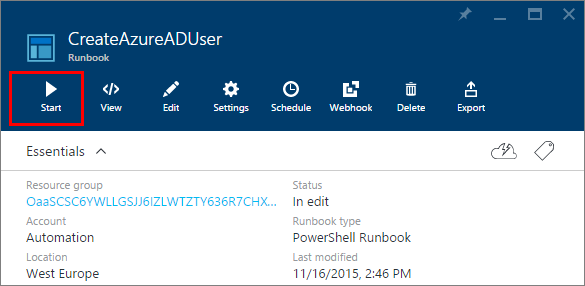 CreateAzureADUser
Runbook
Start View Edit Settings Schedule Webhook Delete Export
Essentials
Resource group Status
OaaSCSC6YWLLGSJJ6IZLWTZTY636R7CHX... In edit
Account Runbook type
Automation PowerShell Runbook
Location Last modified
West Europe 11/16/2015, 2:46 PM